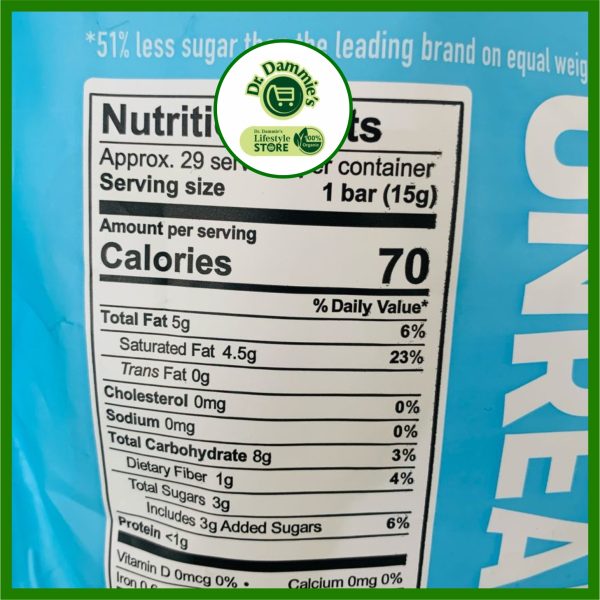 *51% less sugar the leading brand on equal
Dr. Dammie's
Dr. Dammie's
Lifestyle
STORE
100%
Organic
Nutriti ts
Approx. 29 container
Serving size 1 bar (15g)
Amount per serving
Calories 70
% Daily Value*
Total Fat 5g 6%
Saturated Fat 4.5g 23%
Trans Fat 0g
Cholesterol 0mg 0%
Sodium 0mg 0%
Total Carbohydrate 8g 3%
Dietary Fiber 1g 4%
Total Sugars 3g
Includes 3g Added Sugars 6%
Protein <1g
Vitamin D 0mcg 0% • Calcium 0mg 0%
Iron
UNREA